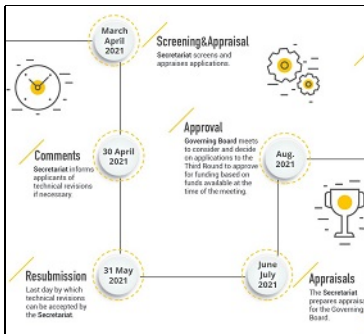 March
April
2021
Screening&Appraisal
Secretariat screens and
appraises applications.
Comments
Secretariat informs
applicants of
technical revisions
if necessary.
30 April
2021
Approval
Governing Board meets
to consider and decide
on applications to the
Third Round to approve
for funding based on
funds available at the
time of the meeting.
Aug.
2021
Resubmission
Last day by which
technical revisions
can be accepted by
the Secretariat.
31 May
2021
June
July
2021
Appraisals
The Secretariat
prepares appraisa
for the Governing
Board.